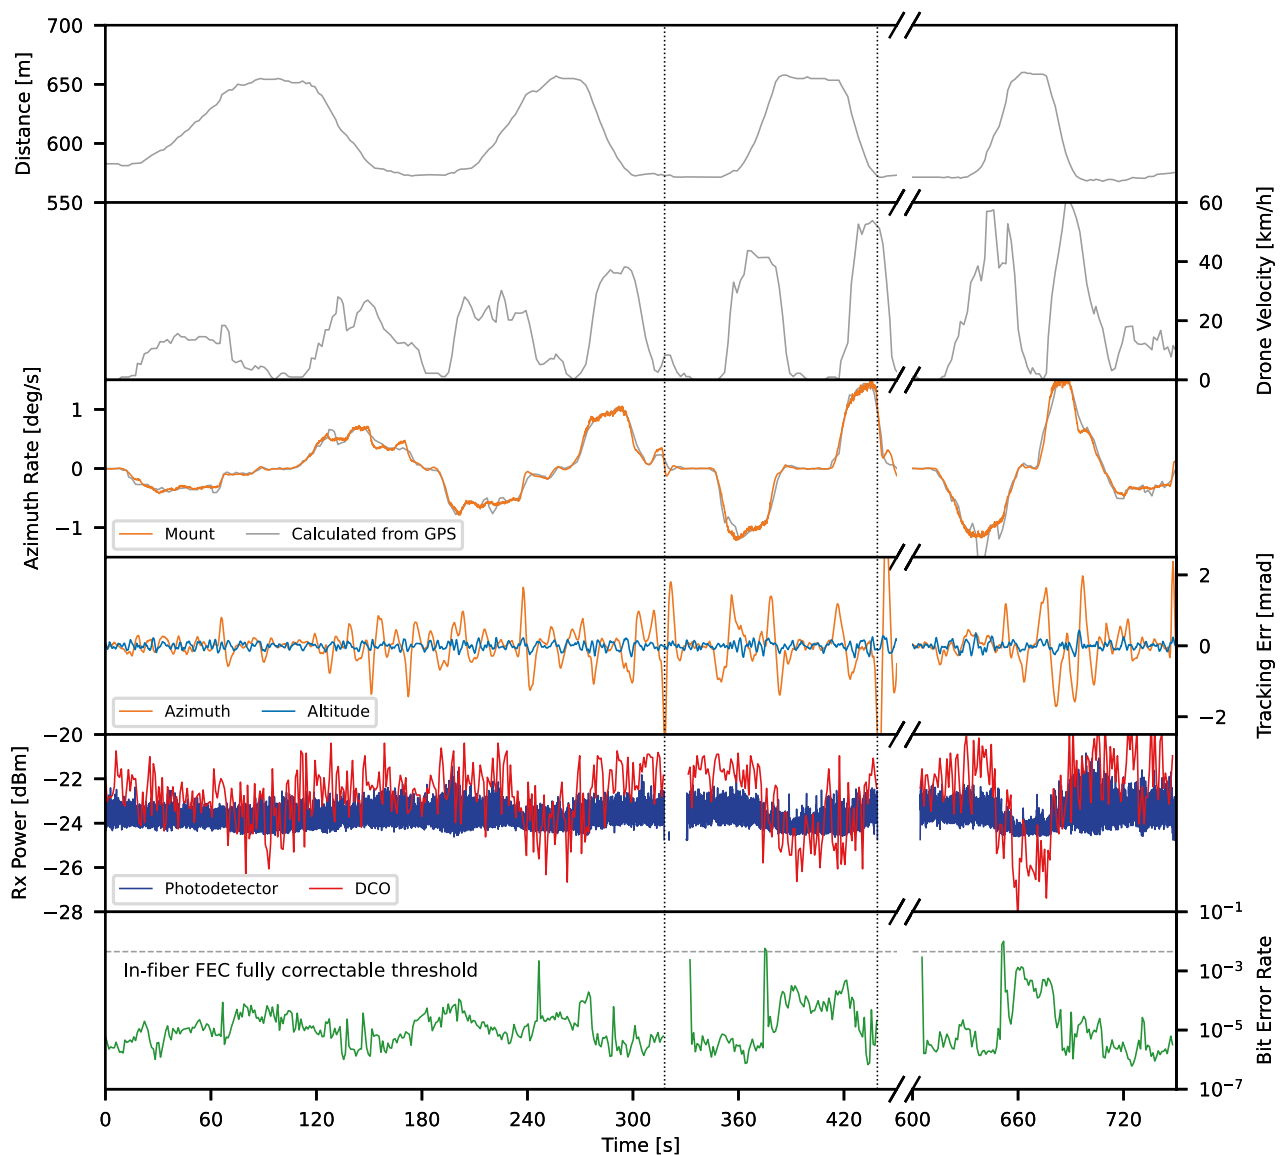 700
650
600
550
Distance [m]
60
40
20
0
Drone Velocity [km/h]
1
0
−1
Azimuth Rate [deg/s]
Mount Calculated from GPS
2
0
−2
Tracking Err [mrad]
Azimuth Altitude
−20
−22
−24
−26
−28
Rx Power [dBm]
Photodetector DCO
10⁻¹
10⁻³
10⁻⁵
10⁻⁷
Bit Error Rate
In-fiber FEC fully correctable threshold
0 60 120 180 240 300 360 420 600 660 720
Time [s]